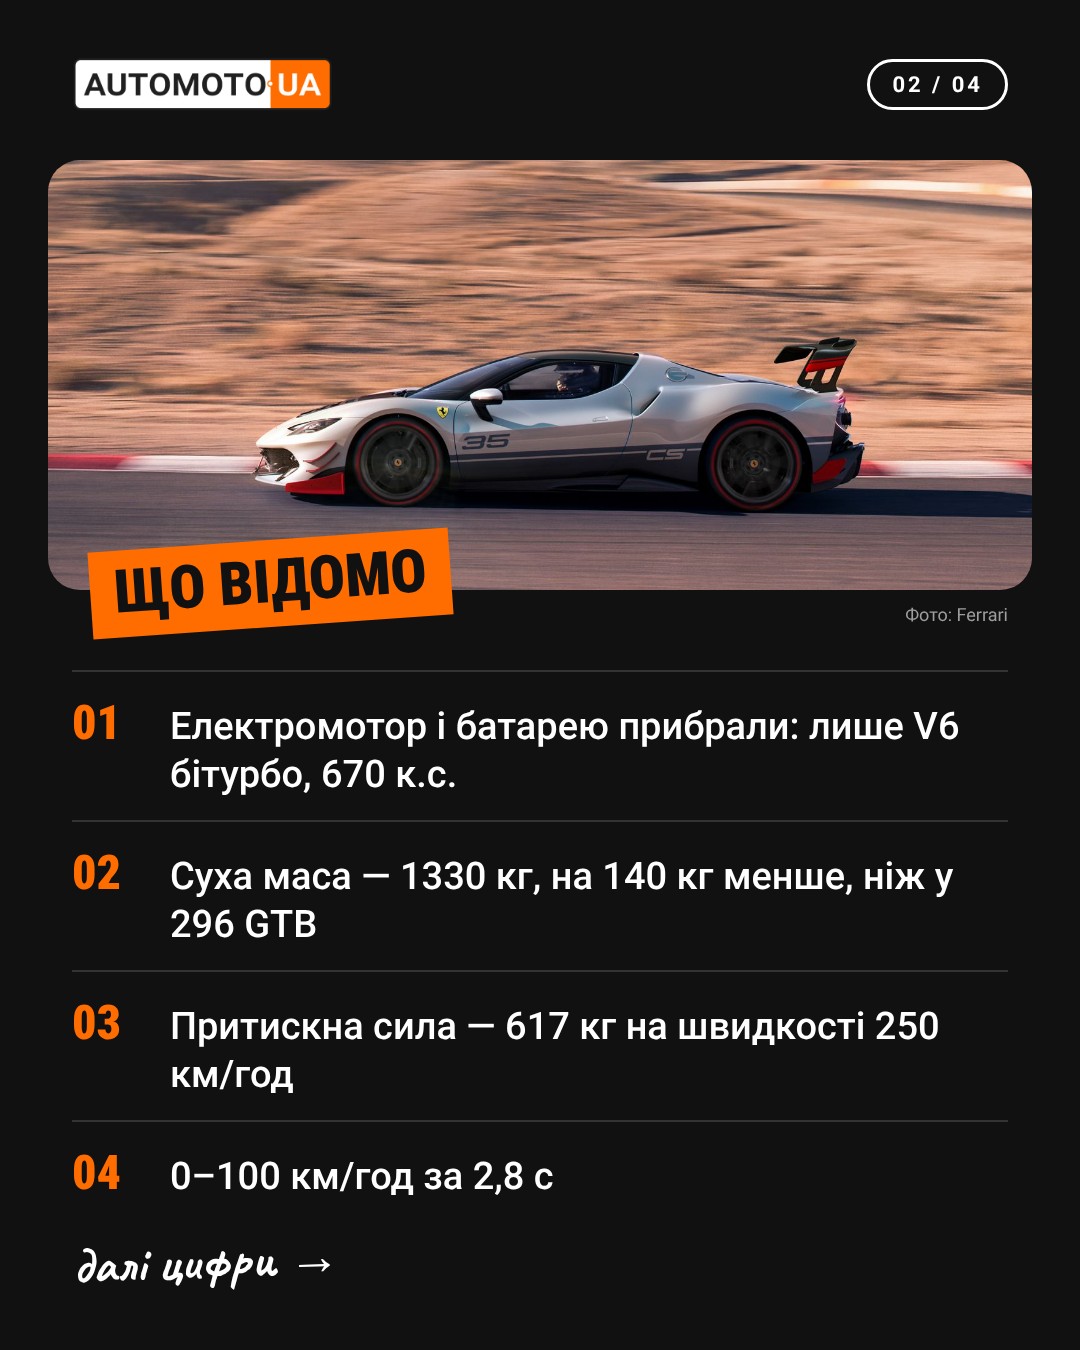 AUTOMOTO UA
02 / 04
35
CS
ЩО ВІДОМО
Фото: Ferrari
01 Електромотор і батарею прибрали: лише V6
бітурбо, 670 к.с.
02 Суха маса — 1330 кг, на 140 кг менше, ніж у
296 GTB
03 Притискна сила — 617 кг на швидкості 250
км/год
04 0–100 км/год за 2,8 с
далі цифри →